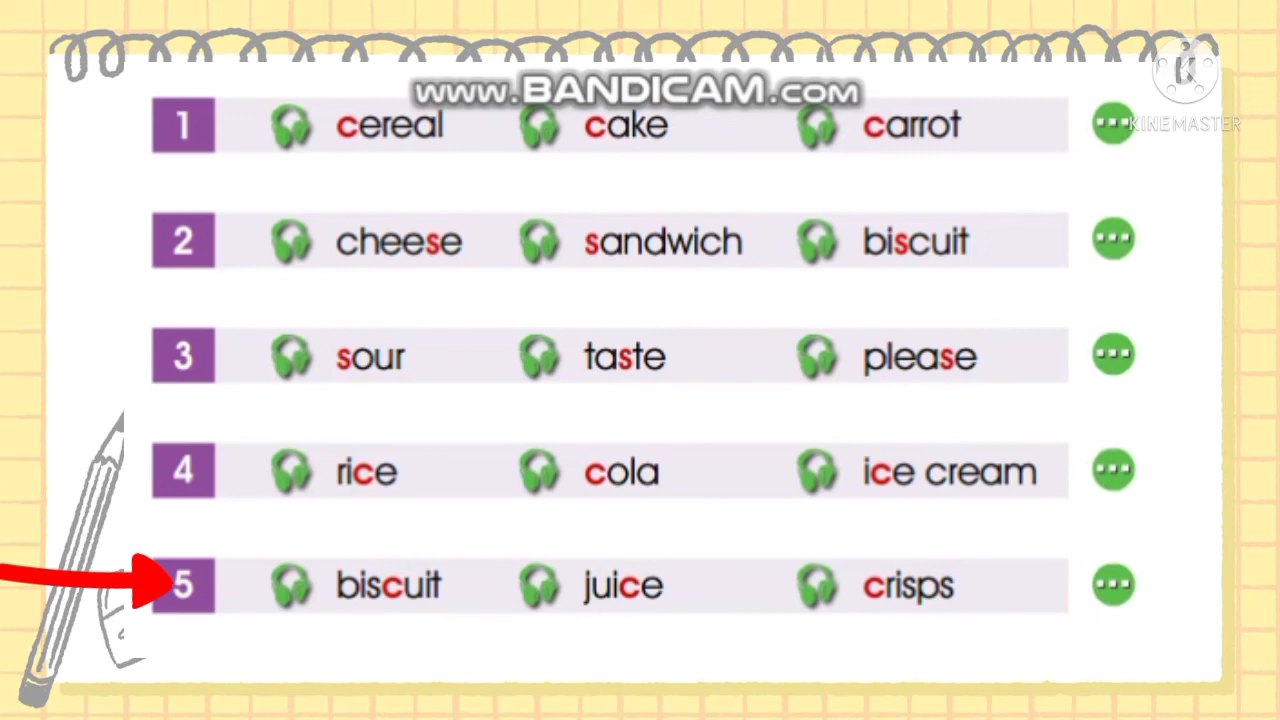 www.BANDICAM.com
K
KINEMASTER
1 cereal cake carrot
2 cheese sandwich biscuit
3 sour taste please
4 rice cola ice cream
5 biscuit juice crisps